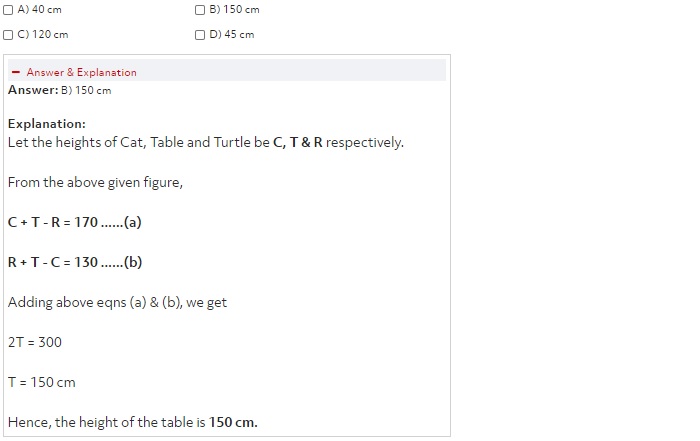 A) 40 cm B) 150 cm
C) 120 cm D) 45 cm
− Answer & Explanation
Answer: B) 150 cm
Explanation:
Let the heights of Cat, Table and Turtle be C, T & R respectively.
From the above given figure,
C + T - R = 170 ......(a)
R + T - C = 130 ......(b)
Adding above eqns (a) & (b), we get
2T = 300
T = 150 cm
Hence, the height of the table is 150 cm.